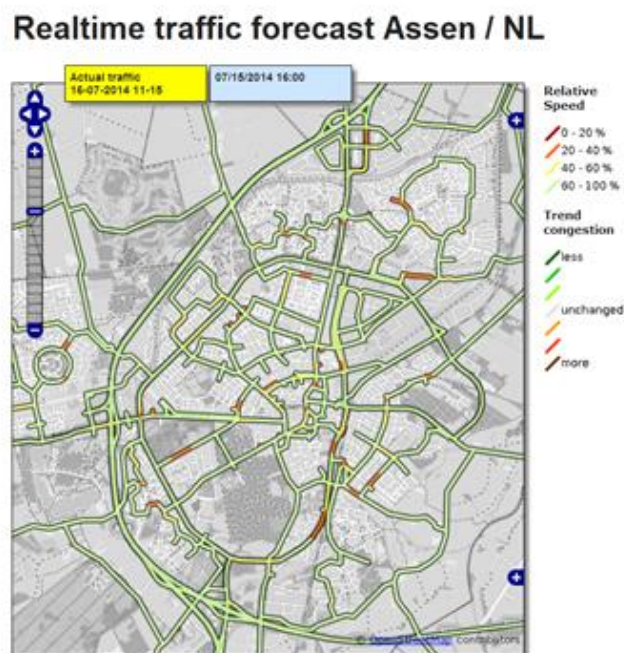 Realtime traffic forecast Assen / NL
Actual traffic
16-07-2014 11-15
07/15/2014 16:00
Relative
Speed
0 - 20 %
20 - 40 %
40 - 60 %
60 - 100 %
Trend
congestion
less
unchanged
more
© OpenStreetMap contributors